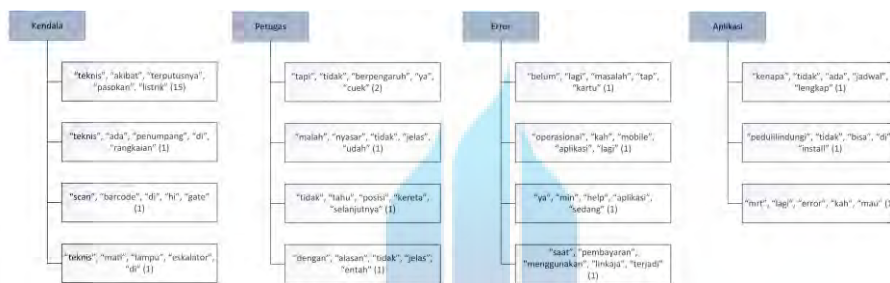 Kendala
"teknis", "akibat", "terputusnya",
"pasokan", "listrik" (15)
"teknis", "ada", "penumpang", "di",
"rangkaian" (1)
"scan", "barcode", "di", "hi", "gate"
(1)
"teknis", "mati", "lampu", "eskalator",
"di" (1)
Petugas
"tapi", "tidak", "berpengaruh", "ya",
"cuek" (2)
"malah", "nyasar", "tidak", "jelas",
"udah" (1)
"tidak", "tahu", "posisi", "kereta",
"selanjutnya" (1)
"dengan", "alasan", "tidak", "jelas",
"entah" (1)
Error
"belum", "lagi", "masalah", "tap",
"kartu" (1)
"operasional", "kah", "mobile",
"aplikasi", "lagi" (1)
"ya", "min", "help", "aplikasi",
"sedang" (1)
"saat", "pembayaran",
"menggunakan", "linkaja", "terjadi"
(1)
Aplikasi
"kenapa", "tidak", "ada", "jadwal",
"lengkap" (1)
"pedulilindungi", "tidak", "bisa", "di",
"install" (1)
"mrt", "lagi", "error", "kah", "mau" (1)